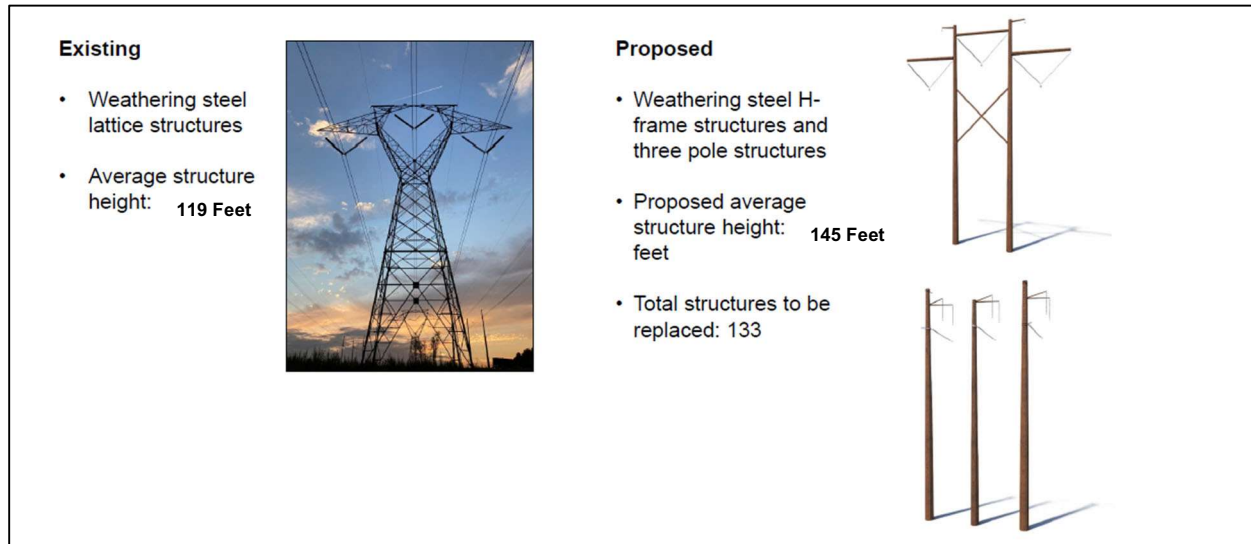 Existing
• Weathering steel
lattice structures
• Average structure
height: 119 Feet
Proposed
• Weathering steel H-
frame structures and
three pole structures
• Proposed average
structure height: 145 Feet
feet
• Total structures to be
replaced: 133